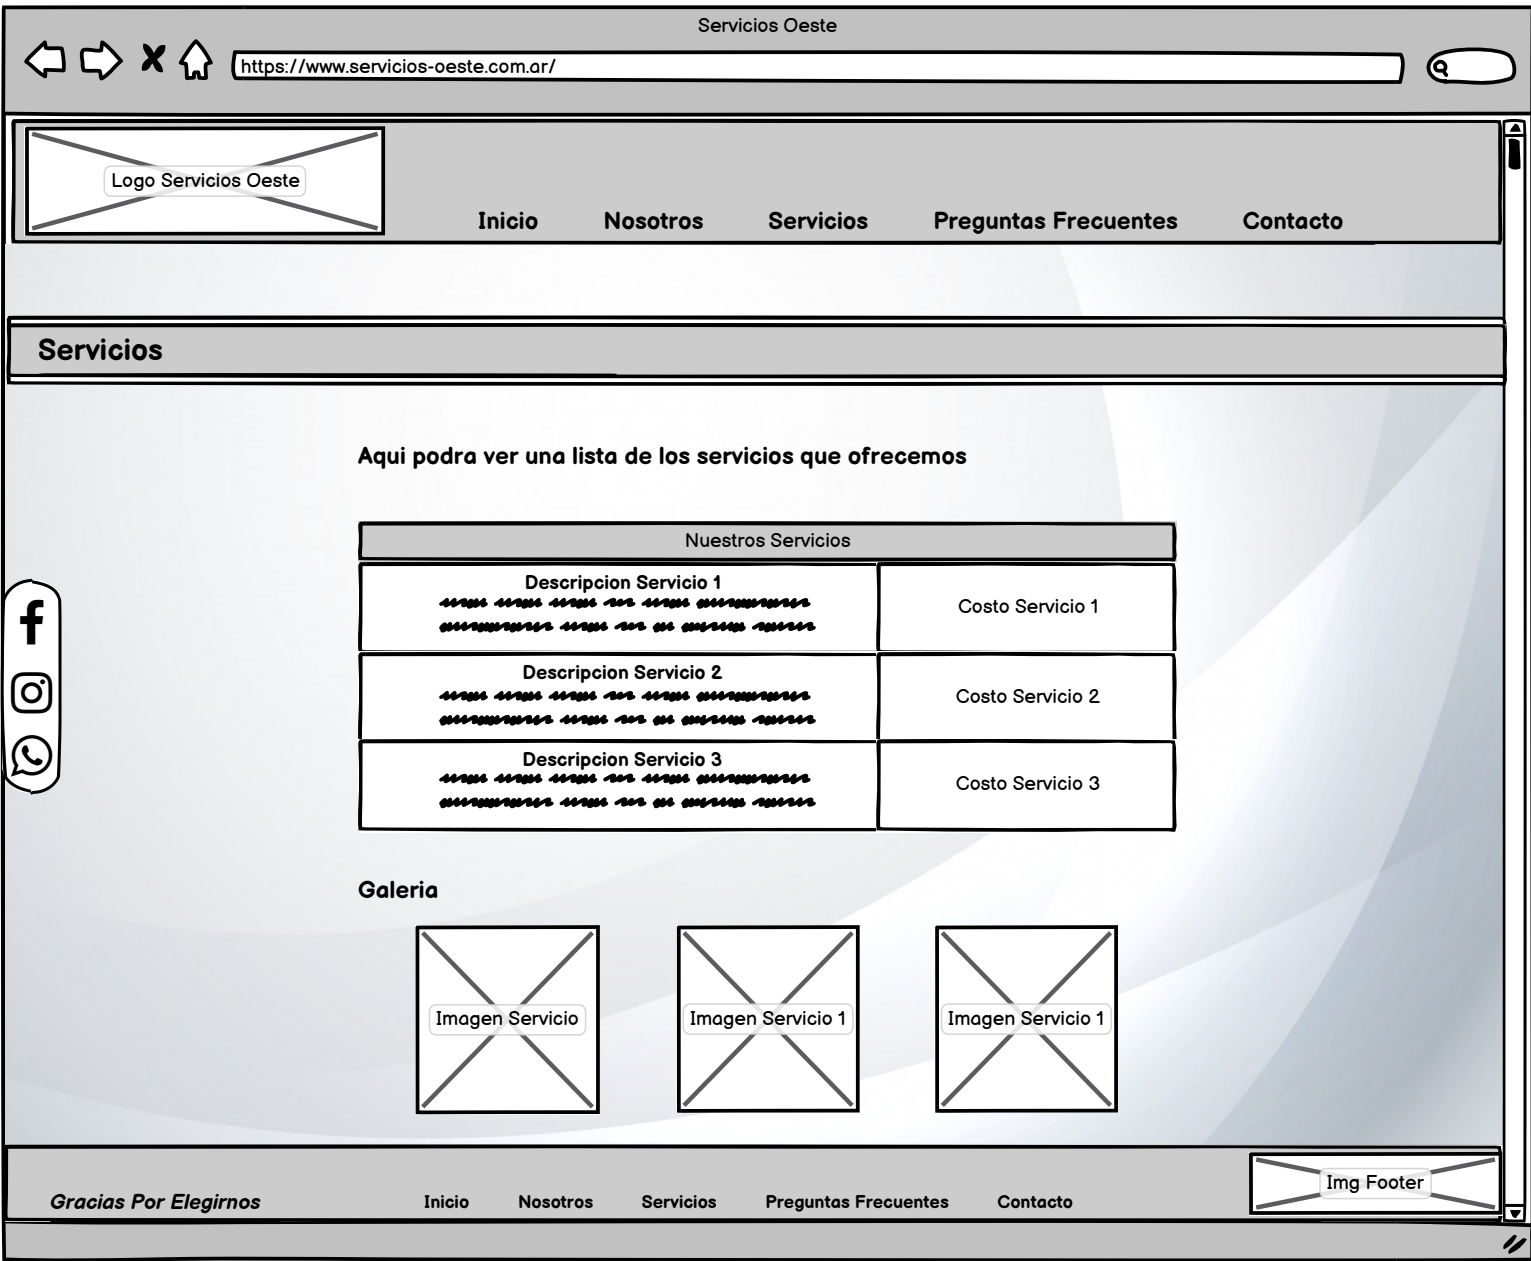 Servicios Oeste
https://www.servicios-oeste.com.ar/
Logo Servicios Oeste
Inicio Nosotros Servicios Preguntas Frecuentes Contacto
Servicios
Aqui podra ver una lista de los servicios que ofrecemos
Nuestros Servicios
Descripcion Servicio 1
Costo Servicio 1
Descripcion Servicio 2
Costo Servicio 2
Descripcion Servicio 3
Costo Servicio 3
Galeria
Imagen Servicio
Imagen Servicio 1
Imagen Servicio 1
Gracias Por Elegirnos
Inicio Nosotros Servicios Preguntas Frecuentes Contacto
Img Footer